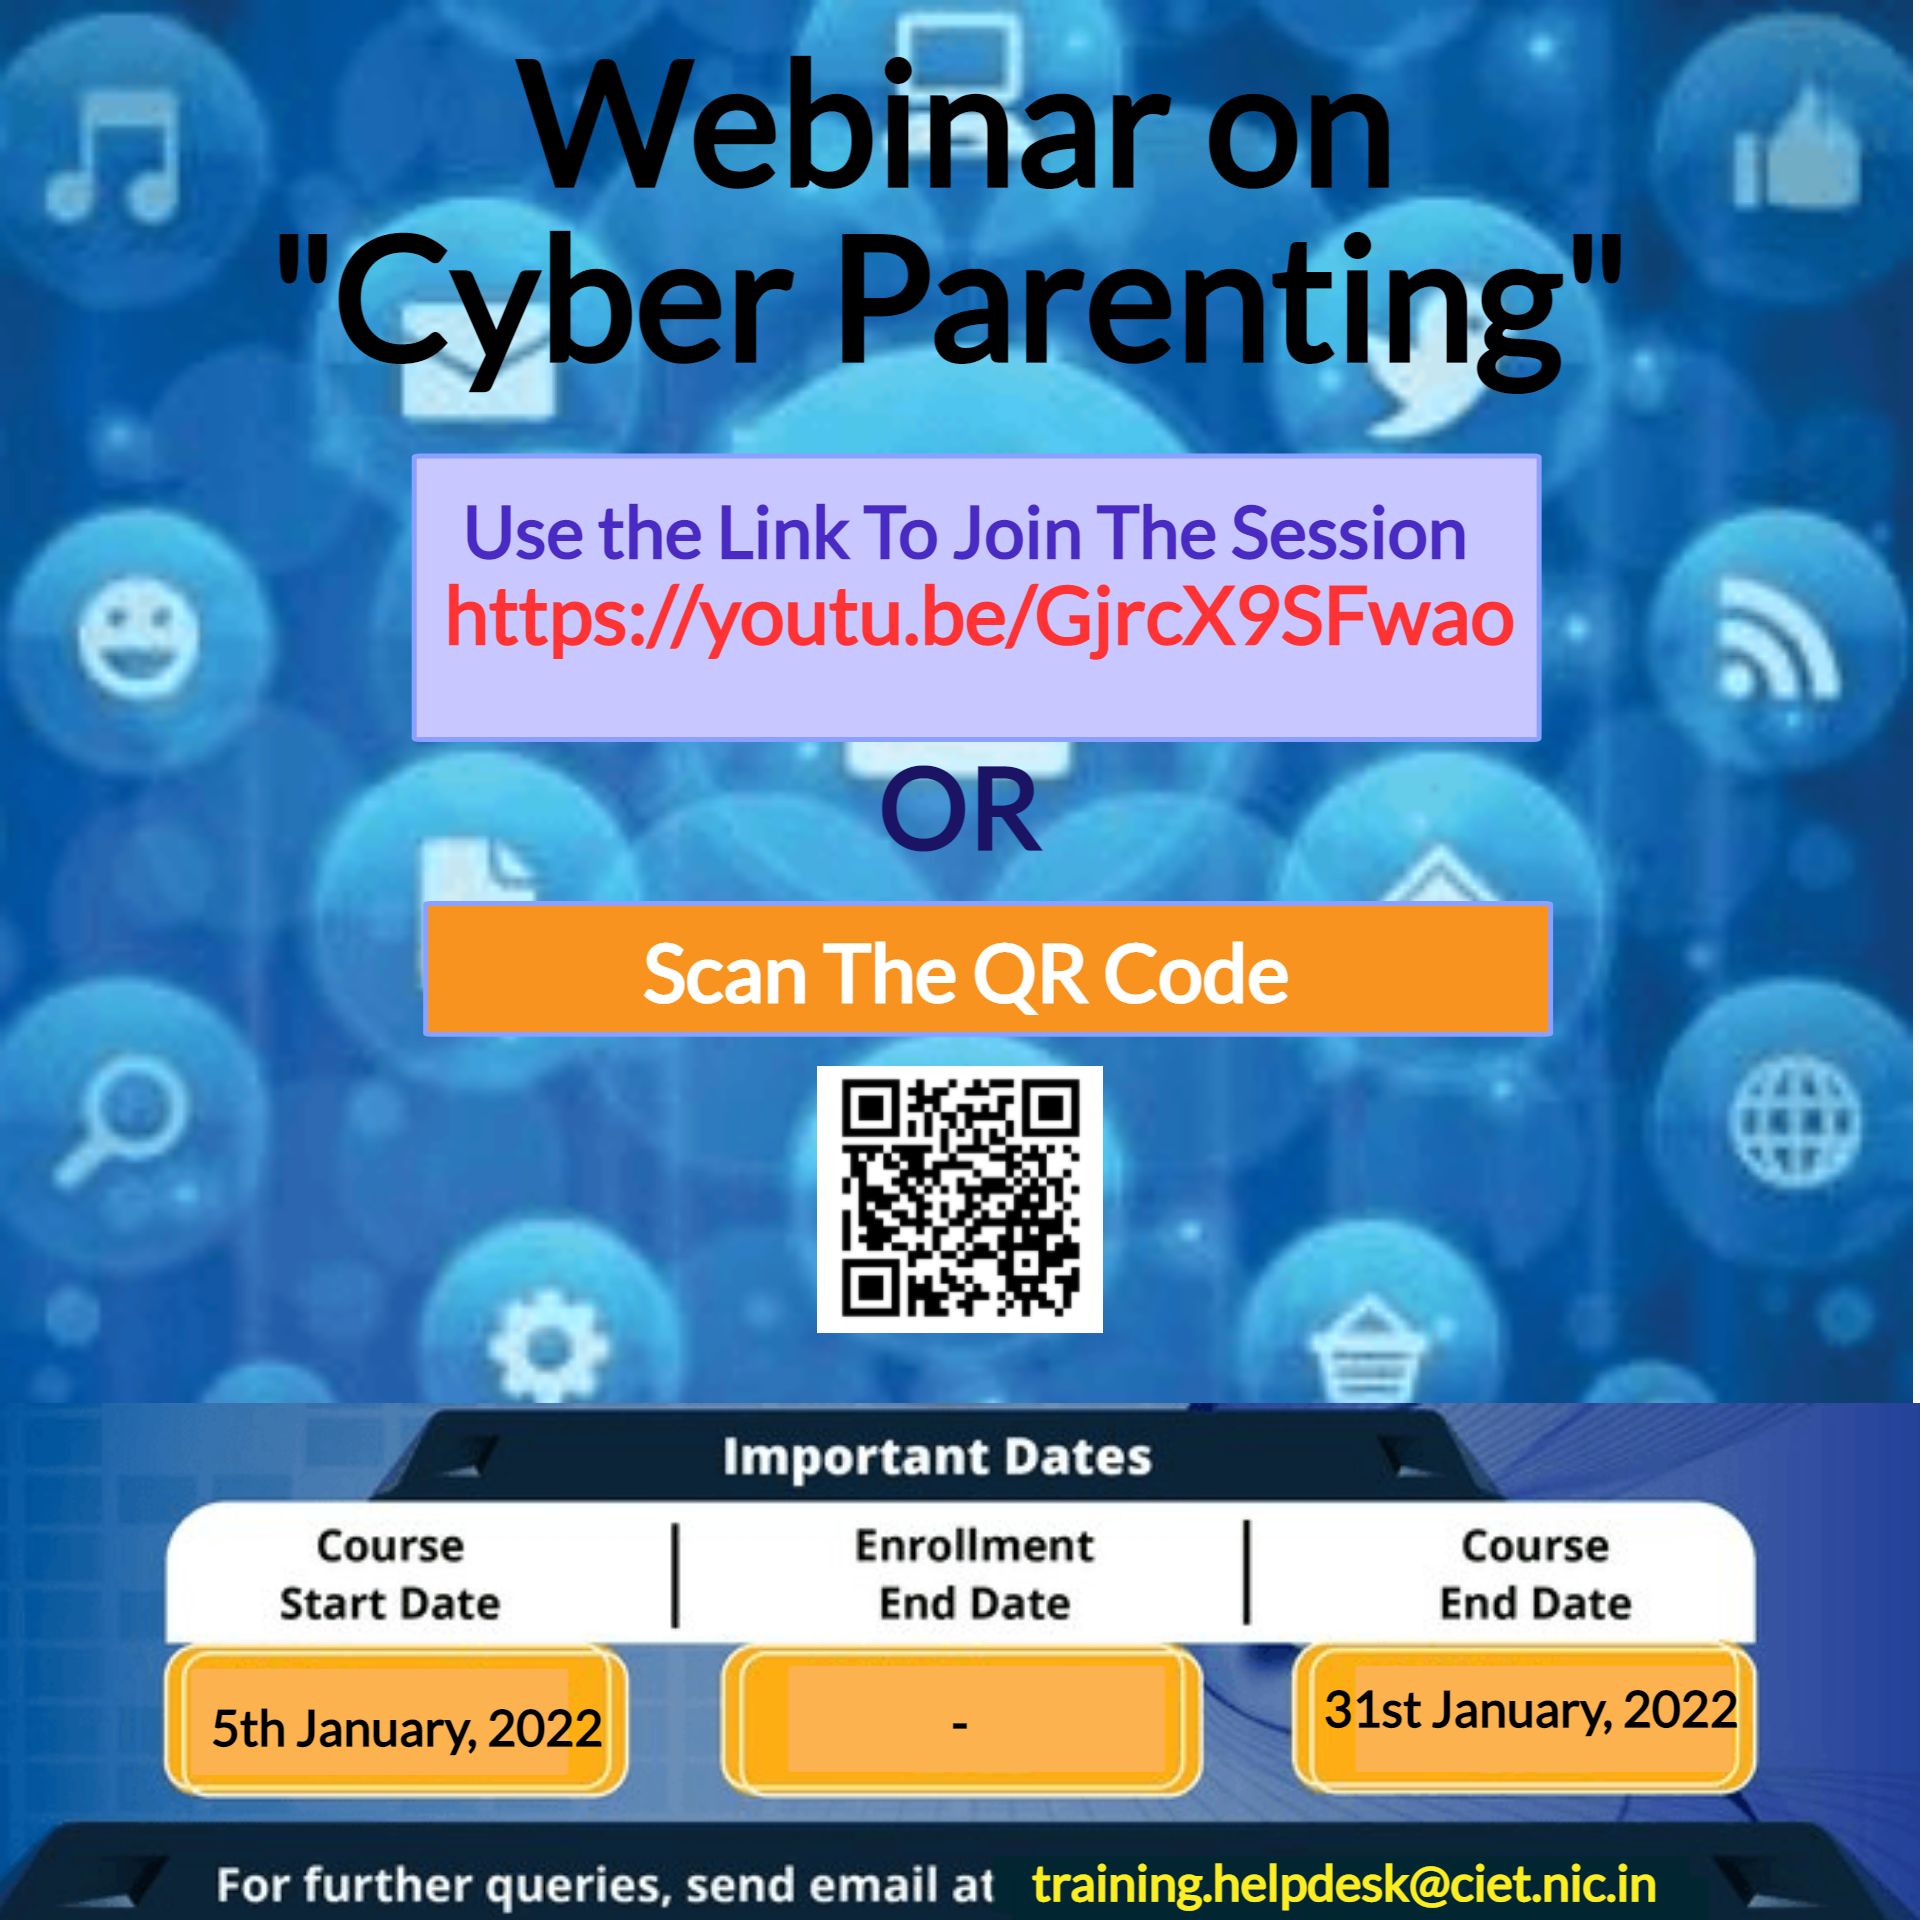 Webinar on
"Cyber Parenting"
Use the Link To Join The Session
https://youtu.be/GjrcX9SFwao
OR
Scan The QR Code
Important Dates
Course Start Date | Enrollment End Date | Course End Date
5th January, 2022 - 31st January, 2022
For further queries, send email at training.helpdesk@ciet.nic.in